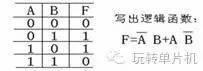 A B F
0 0 0
0 1 1
1 0 1
1 1 0
写出逻辑函数：
F=A̅ B+A B̅
玩转单片机